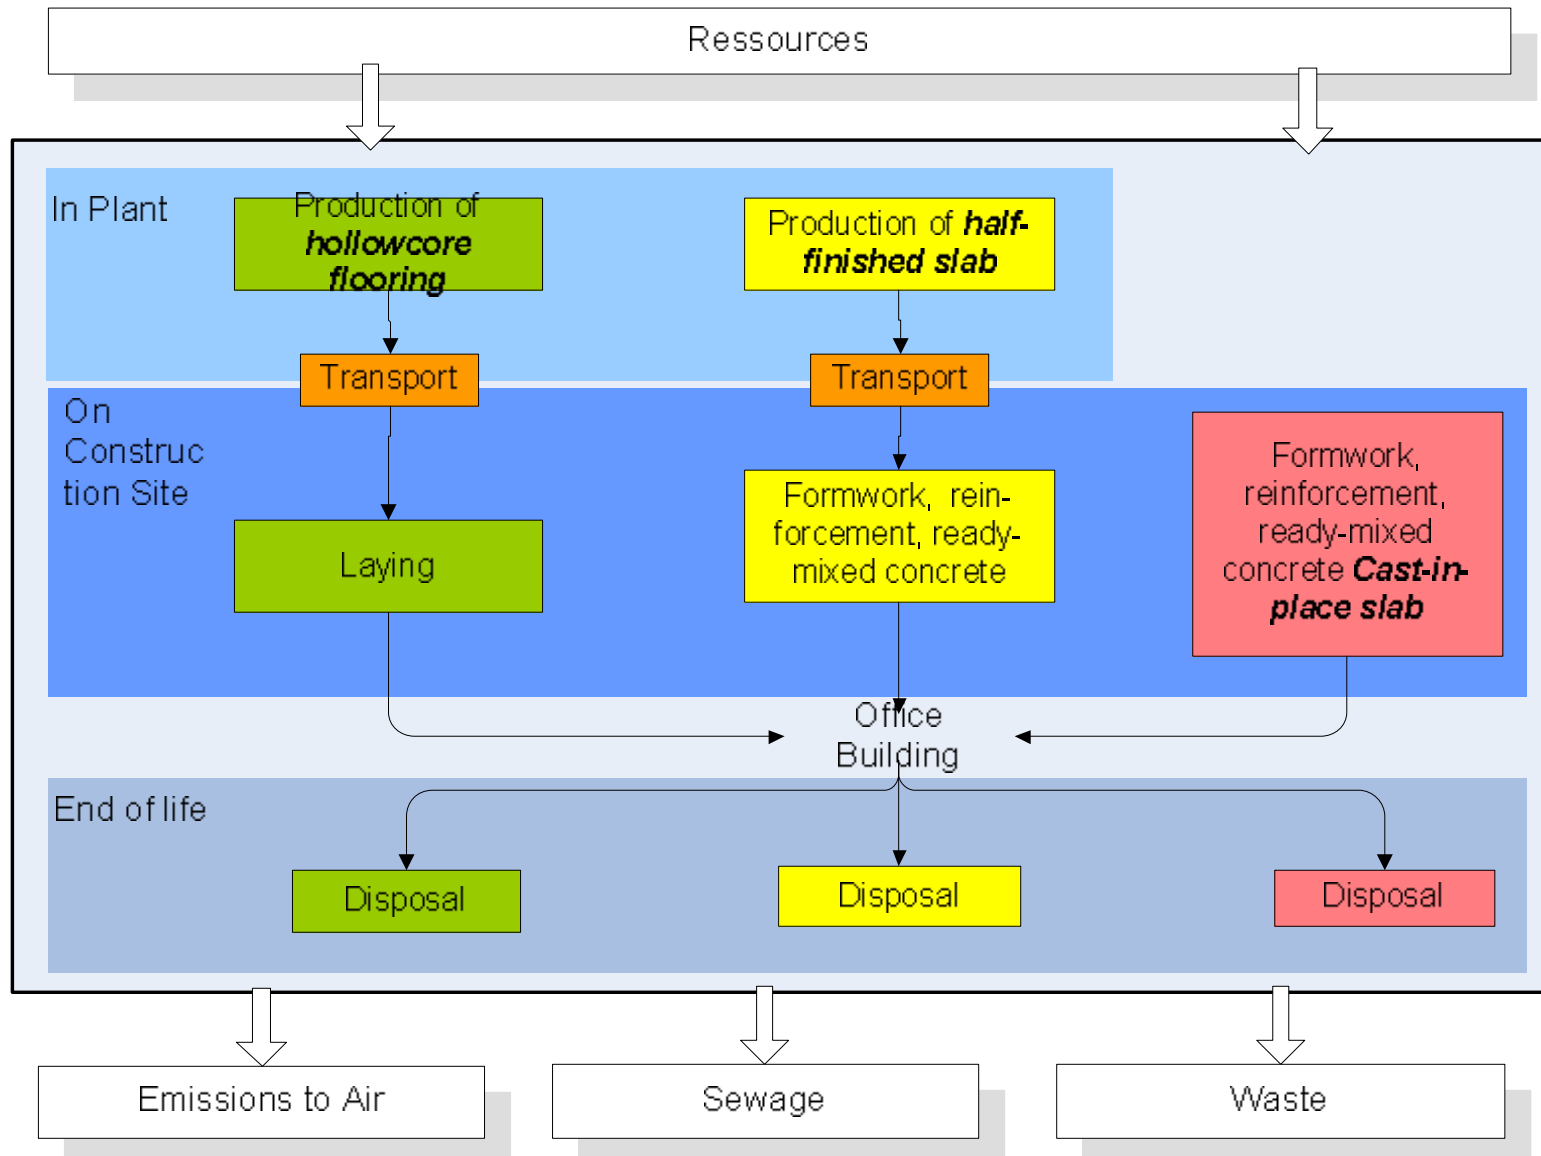 Ressources
In Plant
Production of
hollowcore
flooring
Production of half-
finished slab
Transport
Transport
On
Construc
tion Site
Laying
Formwork, rein-
forcement, ready-
mixed concrete
Formwork,
reinforcement,
ready-mixed
concrete Cast-in-
place slab
Office
Building
End of life
Disposal
Disposal
Disposal
Emissions to Air
Sewage
Waste